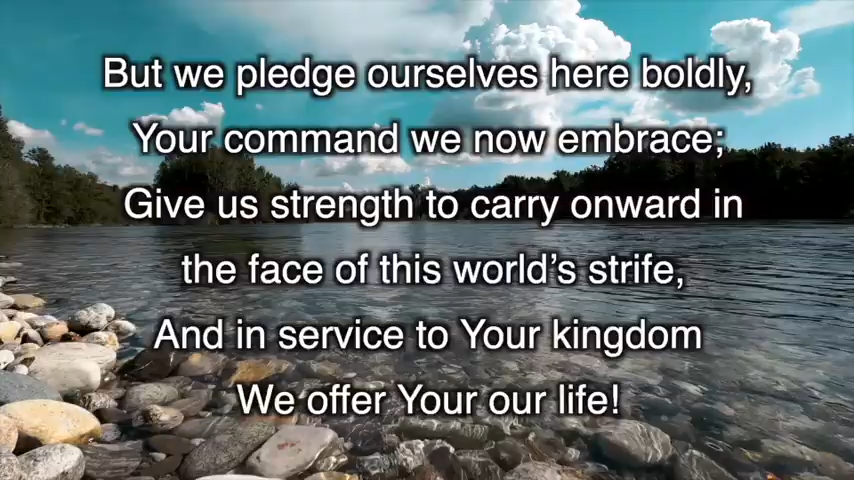 But we pledge ourselves here boldly,
Your command we now embrace;
Give us strength to carry onward in
the face of this world's strife,
And in service to Your kingdom
We offer Your our life!